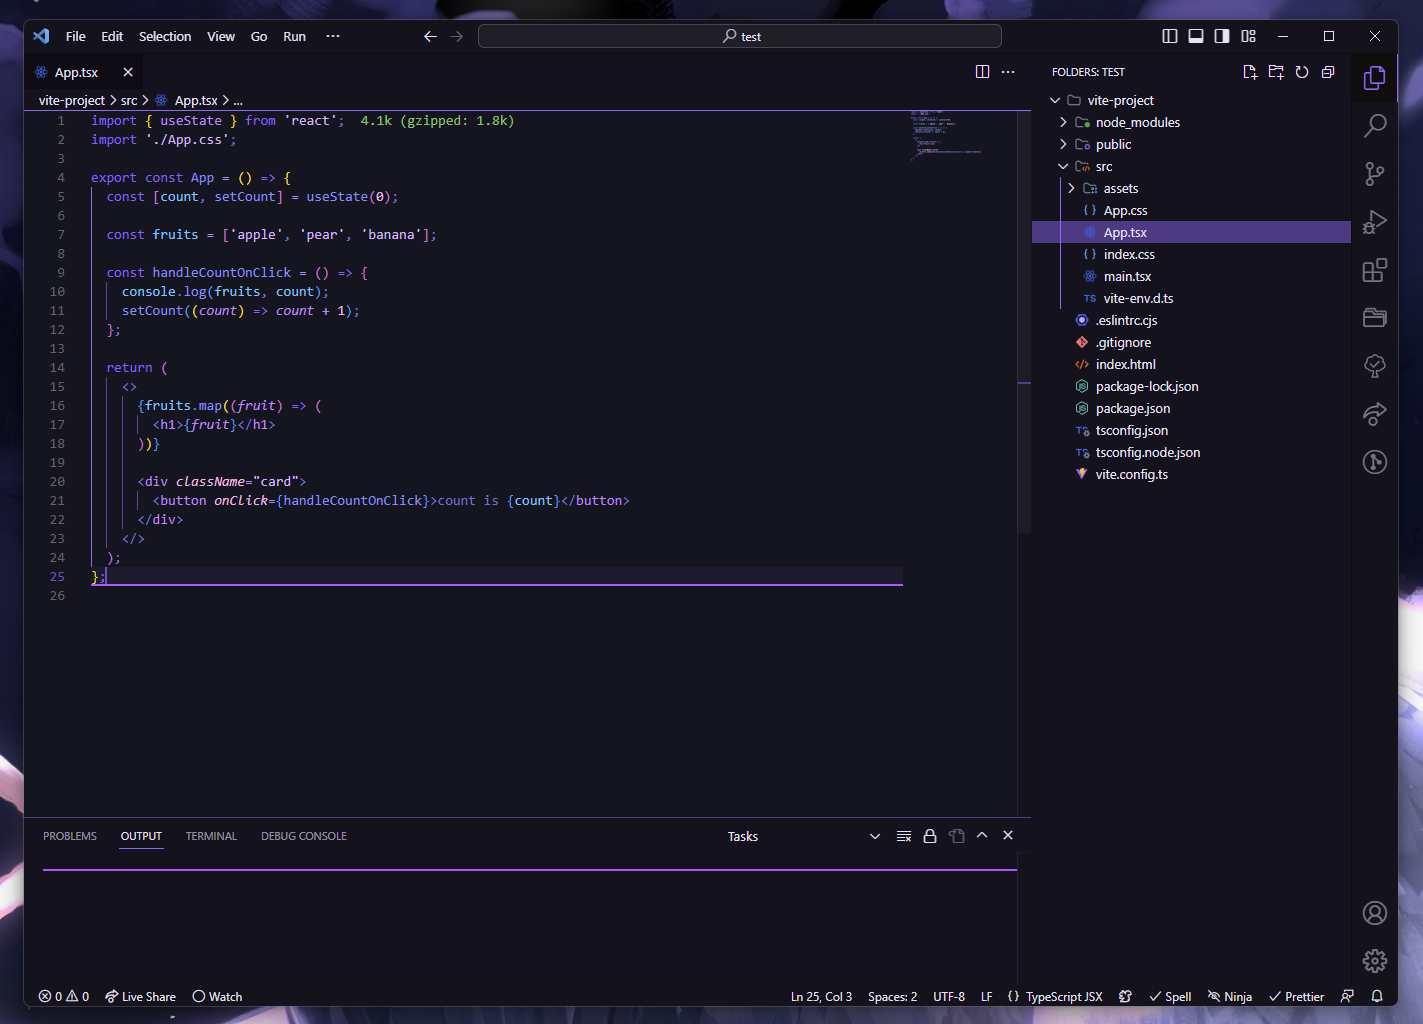 File Edit Selection View Go Run ··· test
App.tsx
FOLDERS: TEST
vite-project > src > App.tsx > ...
1 import { useState } from 'react'; 4.1k (gzipped: 1.8k)
2 import './App.css';
3
4 export const App = () => {
5 const [count, setCount] = useState(0);
6
7 const fruits = ['apple', 'pear', 'banana'];
8
9 const handleCountOnClick = () => {
10 console.log(fruits, count);
11 setCount((count) => count + 1);
12 };
13
14 return (
15 <>
16 {fruits.map((fruit) => (
17 <h1>{fruit}</h1>
18 ))}
19
20 <div className="card">
21 <button onClick={handleCountOnClick}>count is {count}</button>
22 </div>
23 </>
24 );
25 };
26
vite-project
node_modules
public
src
assets
{ } App.css
App.tsx
{ } index.css
main.tsx
TS vite-env.d.ts
.eslintrc.cjs
.gitignore
</> index.html
package-lock.json
package.json
TS tsconfig.json
TS tsconfig.node.json
vite.config.ts
PROBLEMS OUTPUT TERMINAL DEBUG CONSOLE Tasks
0 0 Live Share Watch Ln 25, Col 3 Spaces: 2 UTF-8 LF { } TypeScript JSX Spell Ninja Prettier